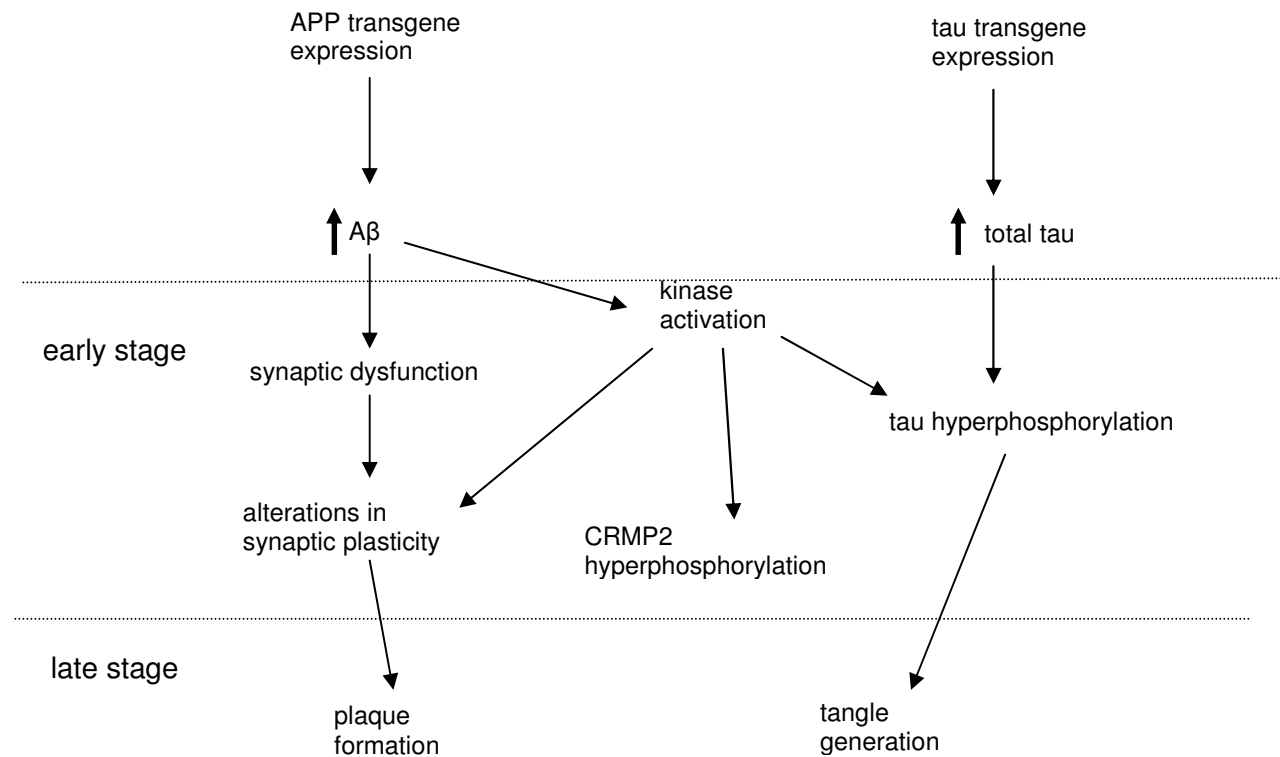 APP transgene
expression
tau transgene
expression
Aβ
total tau
kinase
activation
early stage
synaptic dysfunction
tau hyperphosphorylation
alterations in
synaptic plasticity
CRMP2
hyperphosphorylation
late stage
plaque
formation
tangle
generation